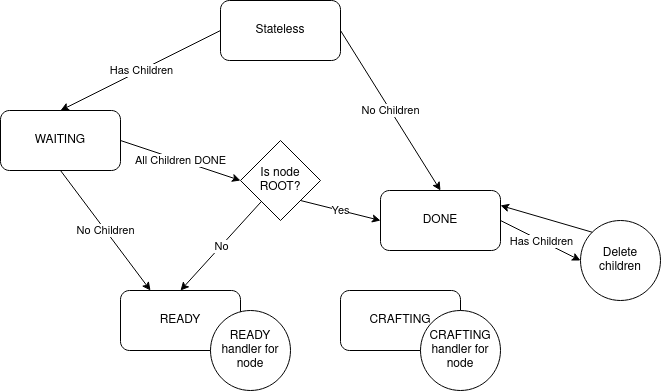 Stateless
Has Children
No Children
WAITING
All Children DONE
Is node
ROOT?
Yes
DONE
No Children
No
Has Children
Delete
children
READY
READY
handler for
node
CRAFTING
CRAFTING
handler for
node